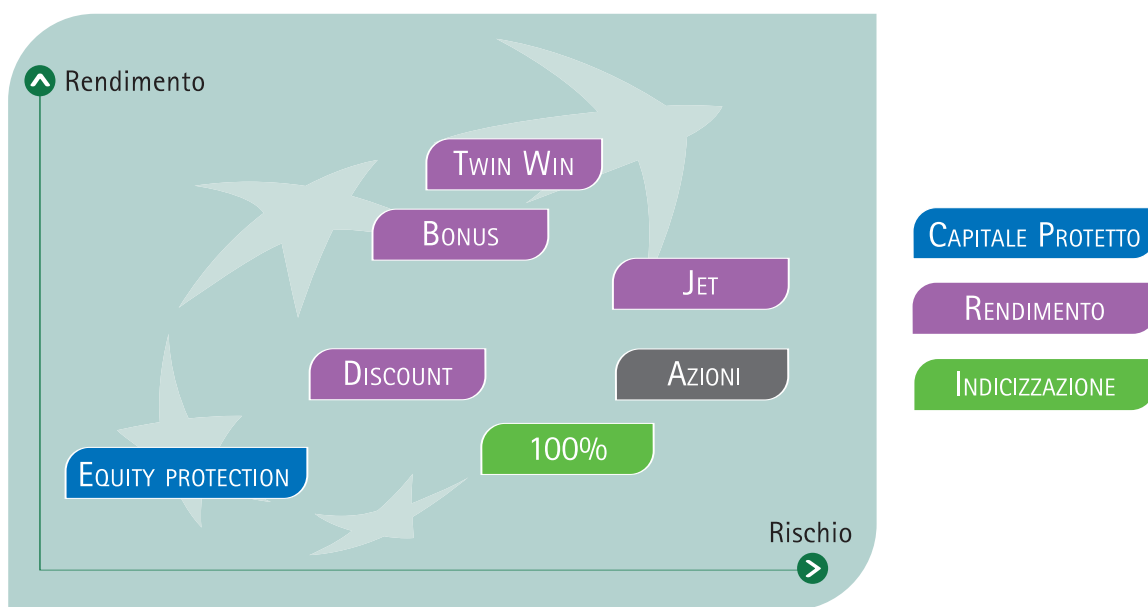 Rendimento
TWIN WIN
BONUS
JET
DISCOUNT
AZIONI
100%
EQUITY PROTECTION
Rischio
CAPITALE PROTETTO
RENDIMENTO
INDICIZZAZIONE